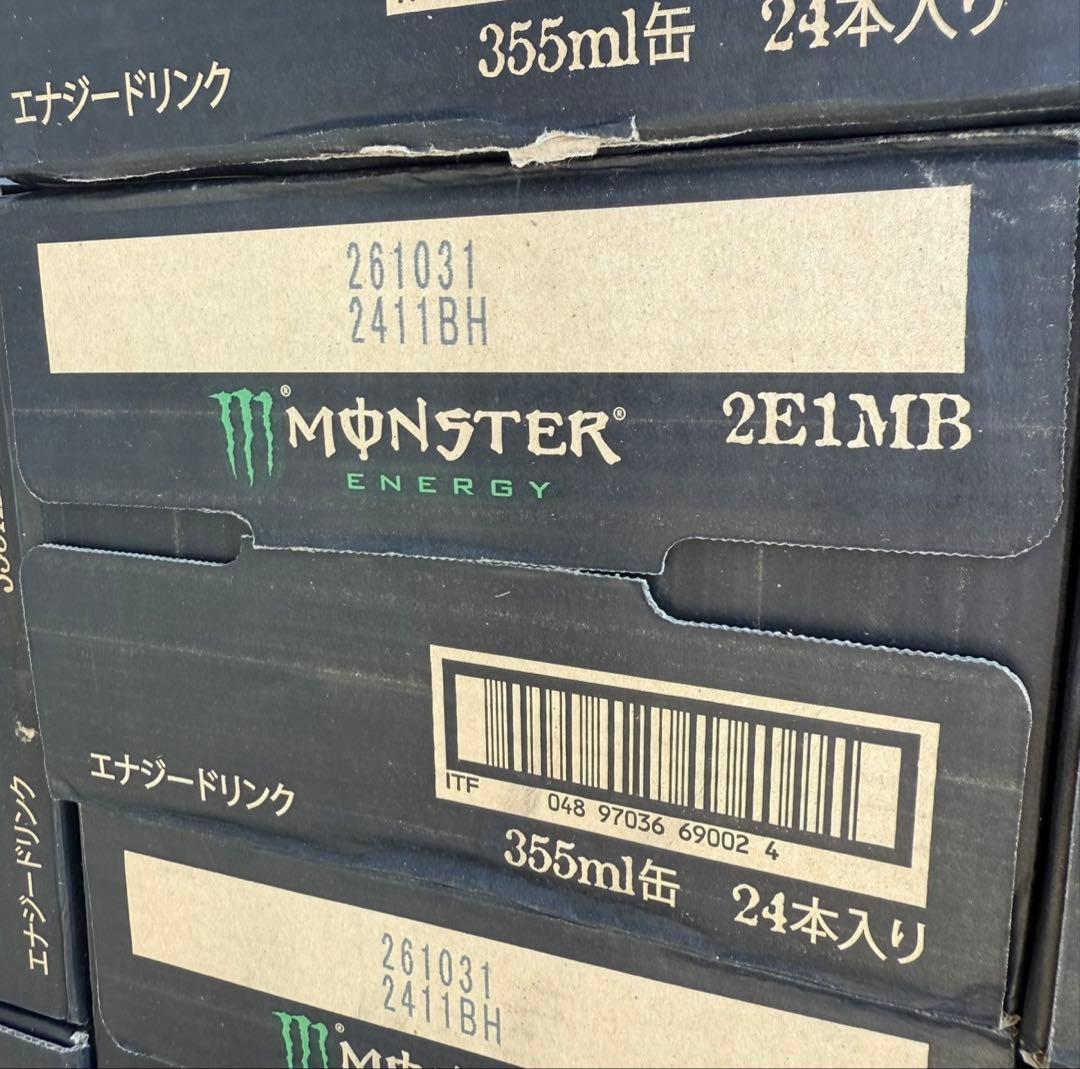 355ml缶 24本入り
エナジードリンク
261031
2411BH
MONSTER® 2E1MB
ENERGY
ITF
048 97036 69002 4
エナジードリンク
355ml缶 24本入り
エナジードリンク
261031
2411BH